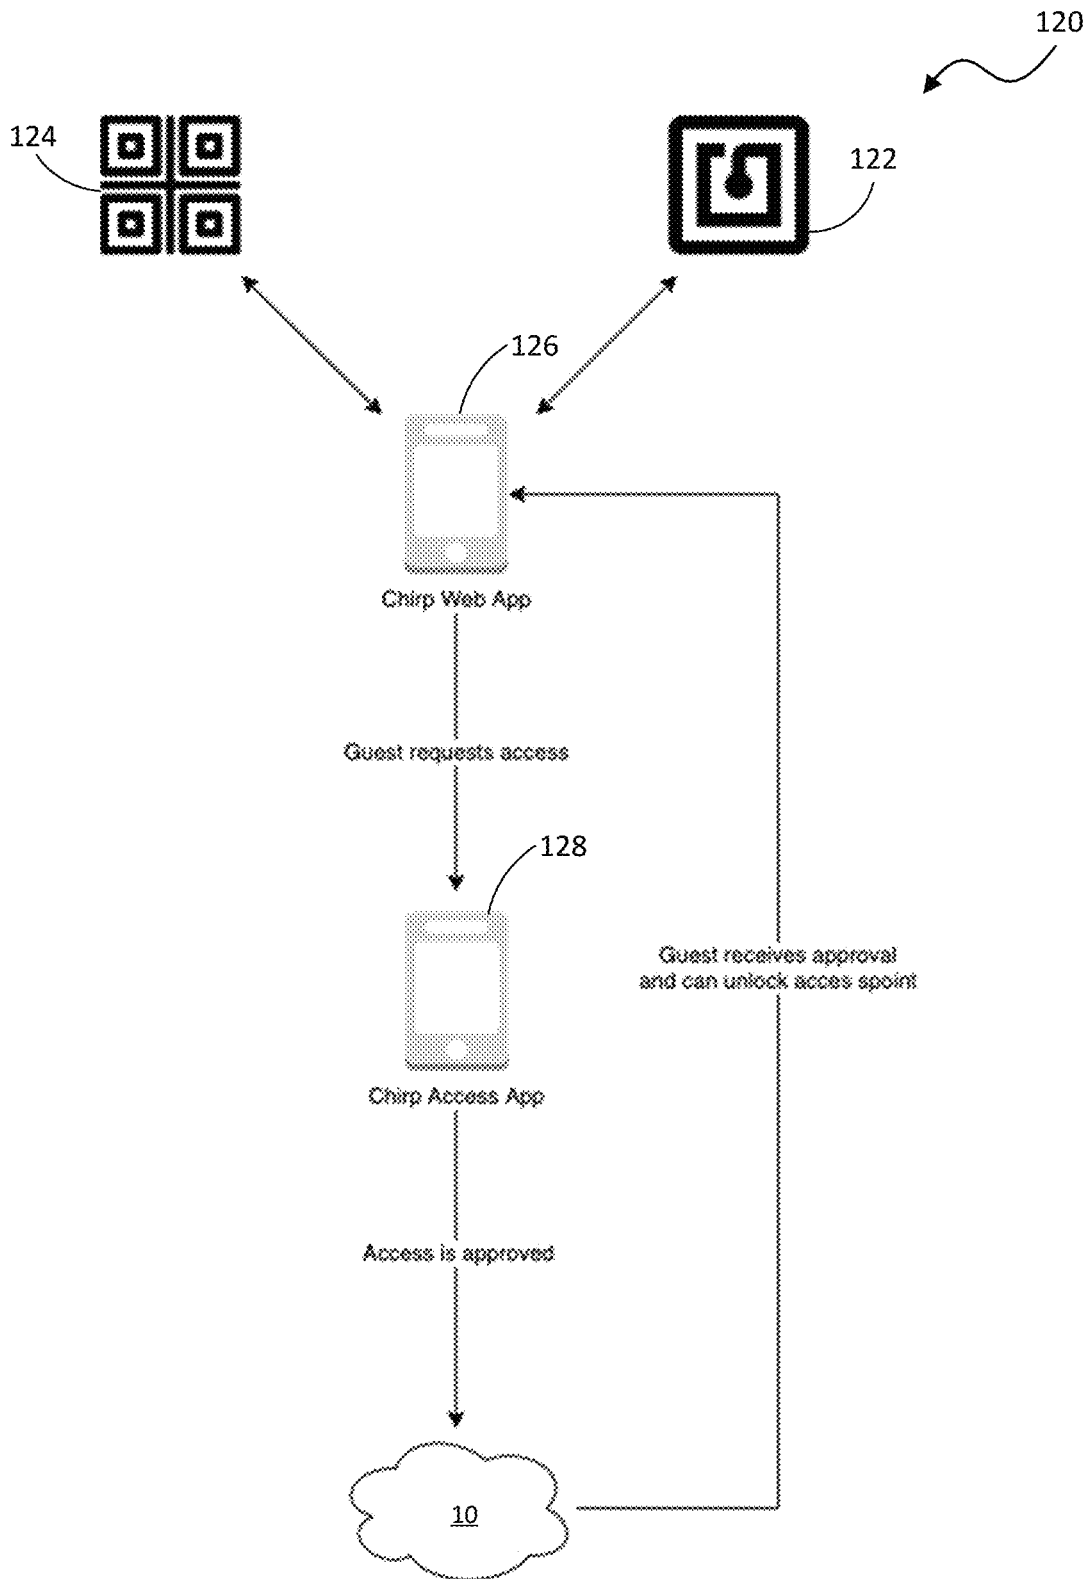 120
124
122
126
Chirp Web App
Guest requests access
128
Guest receives approval
and can unlock acces spoint
Chirp Access App
Access is approved
10